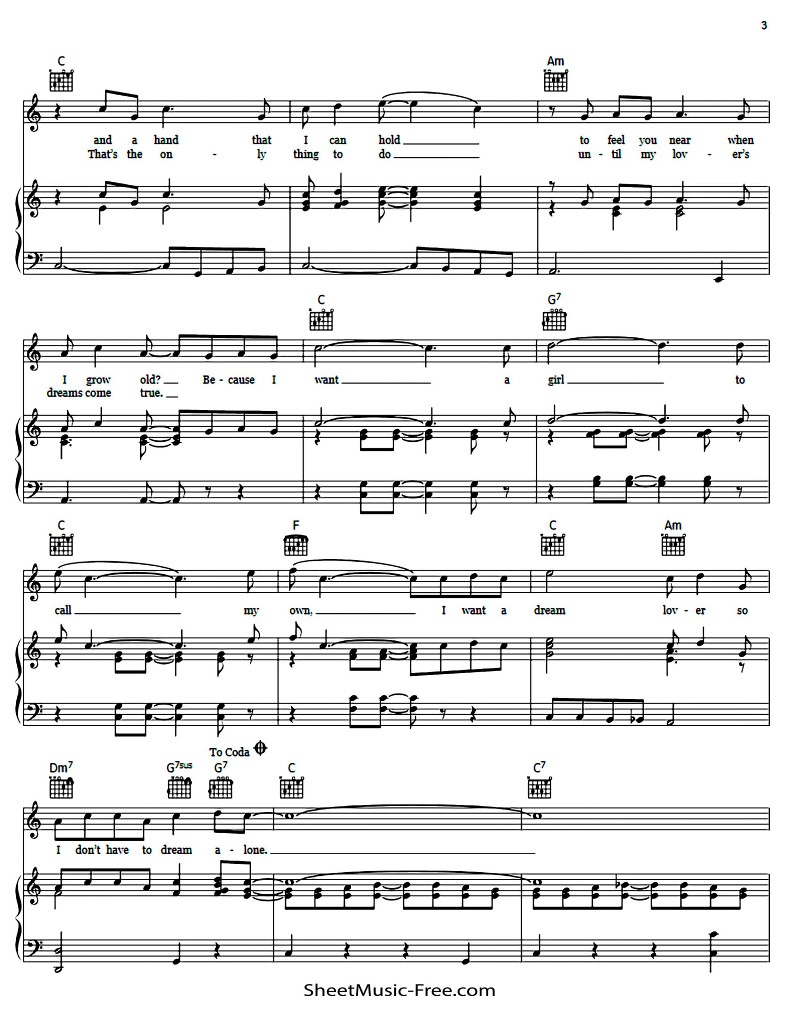 3
C Am
and a hand that I can hold to feel you near when
That's the on - ly thing to do un - til my lov - er's
C G7
I grow old? Be - cause I want a girl to
dreams come true.
C F C Am
call my own, I want a dream lov - er so
To Coda
Dm7 G7sus G7 C C7
I don't have to dream a - lone.
SheetMusic-Free.com